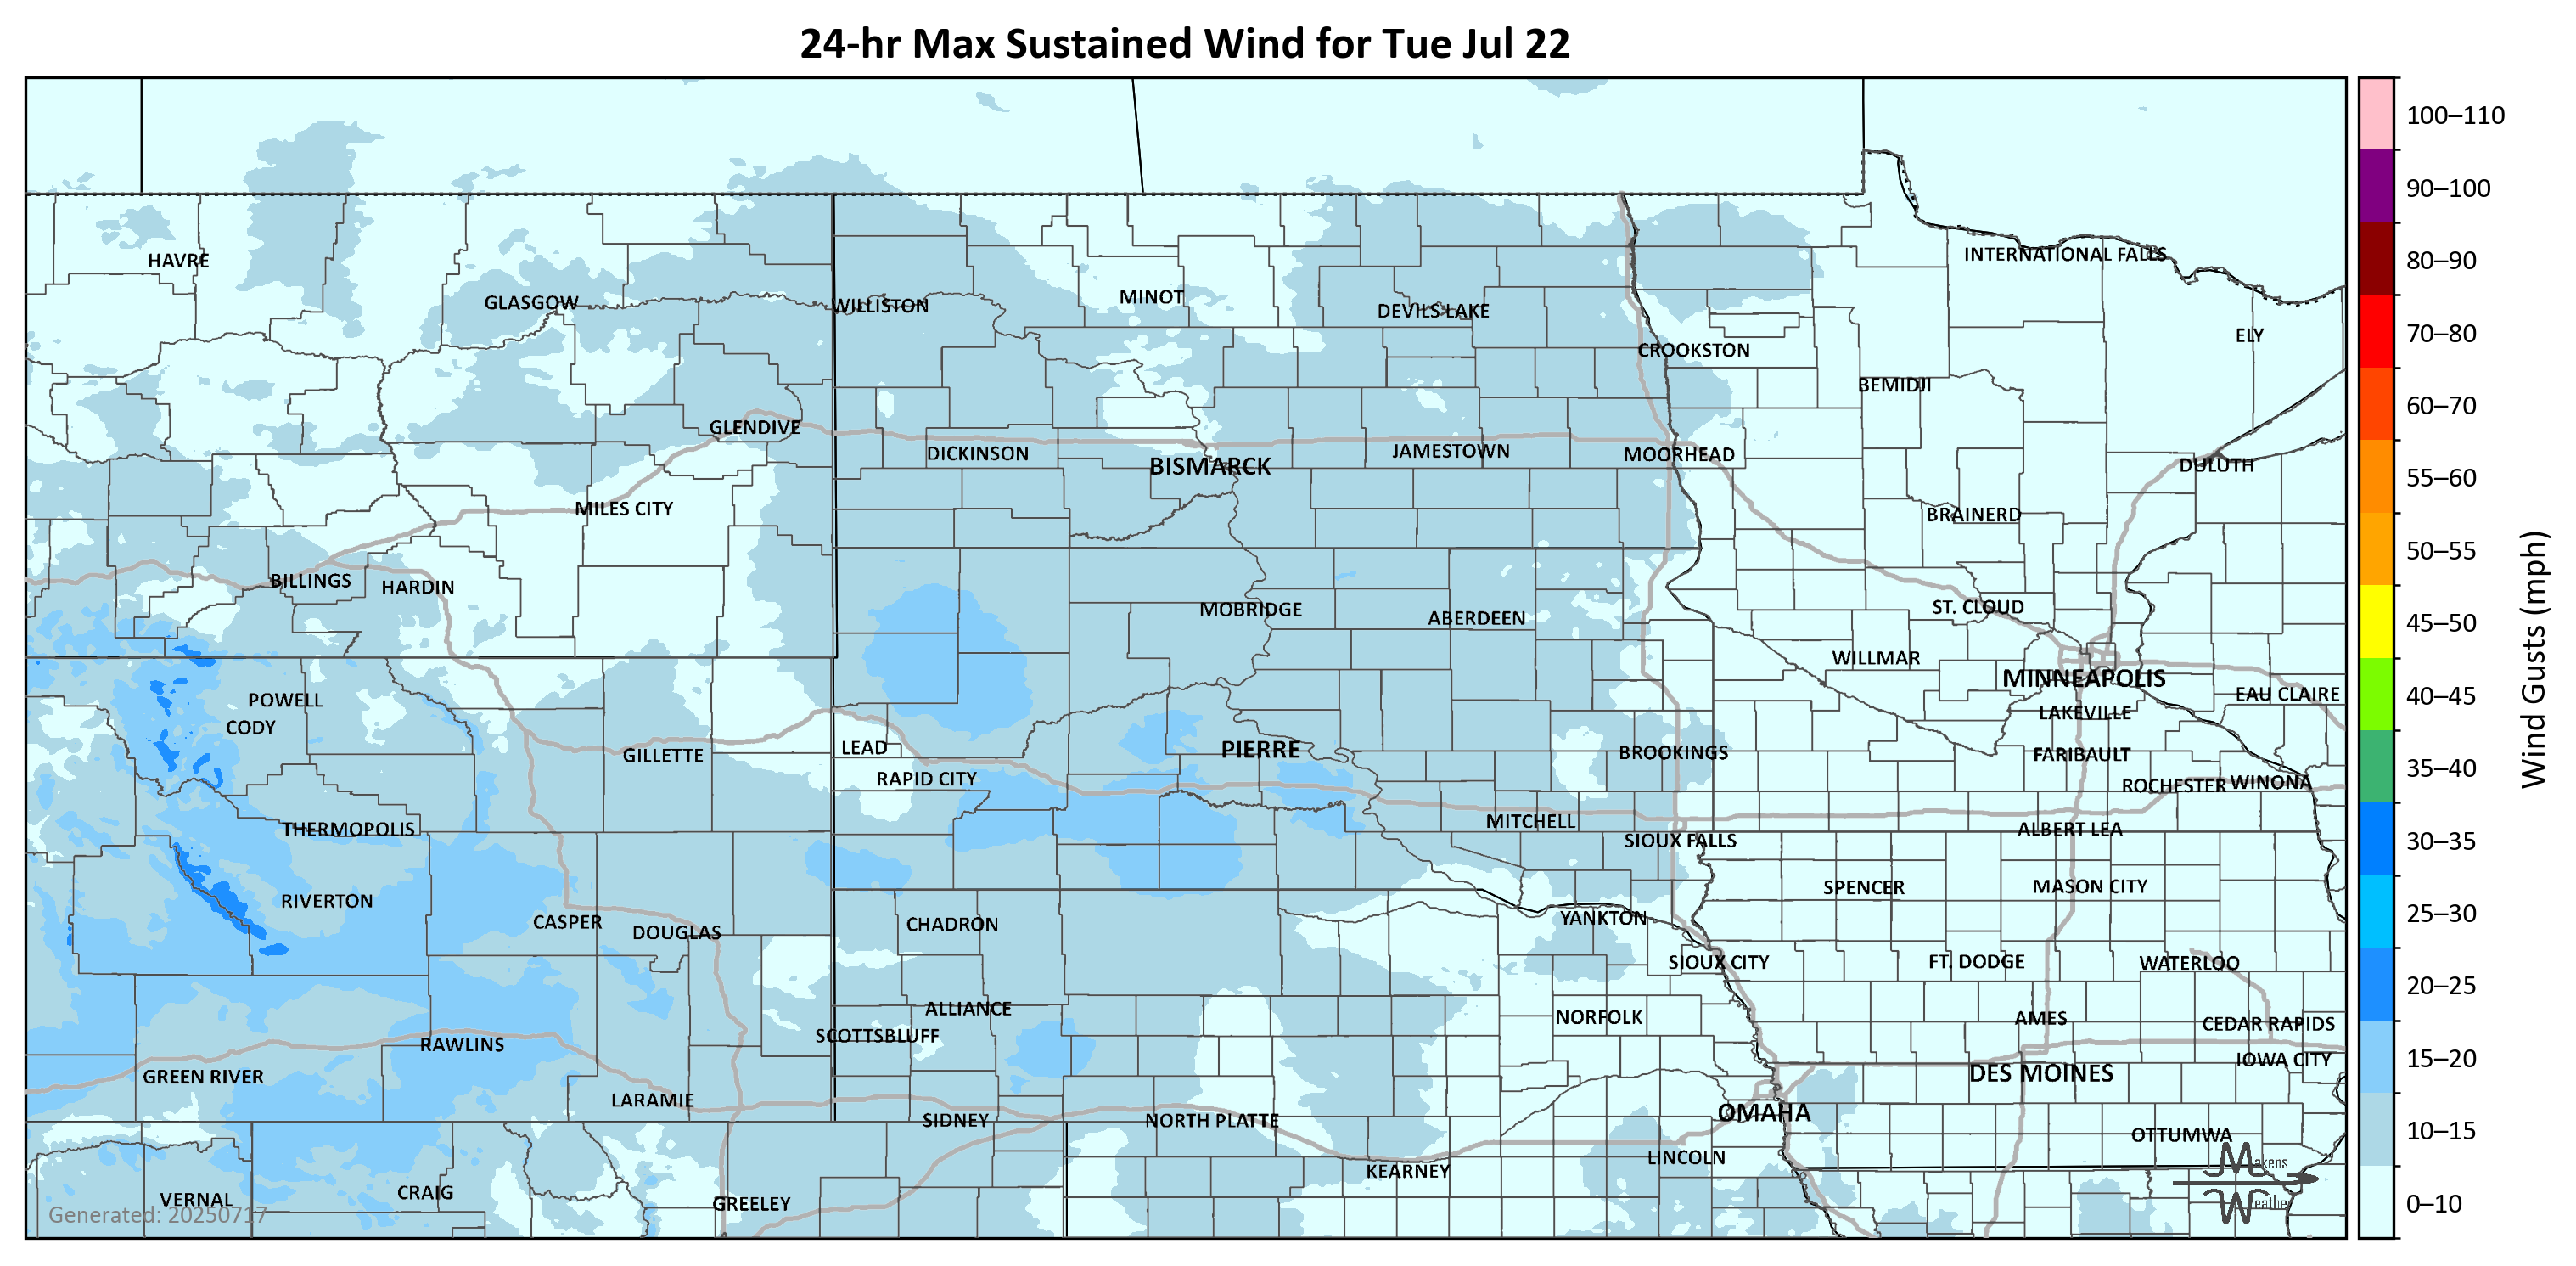 24-hr Max Sustained Wind for Tue Jul 22
100–110
90–100
80–90
70–80
60–70
55–60
50–55
45–50
40–45
35–40
30–35
25–30
20–25
15–20
10–15
0–10
Wind Gusts (mph)
HAVRE
INTERNATIONAL FALLS
GLASGOW
WILLISTON
MINOT
DEVILS LAKE
ELY
CROOKSTON
BEMIDJI
GLENDIVE
DICKINSON
BISMARCK
JAMESTOWN
MOORHEAD
DULUTH
MILES CITY
BRAINERD
BILLINGS
HARDIN
MOBRIDGE
ABERDEEN
ST. CLOUD
WILLMAR
MINNEAPOLIS
EAU CLAIRE
POWELL
CODY
LAKEVILLE
GILLETTE
LEAD
PIERRE
BROOKINGS
FARIBAULT
RAPID CITY
ROCHESTER
WINONA
THERMOPOLIS
MITCHELL
SIOUX FALLS
ALBERT LEA
RIVERTON
SPENCER
MASON CITY
CASPER
DOUGLAS
CHADRON
YANKTON
SIOUX CITY
FT. DODGE
WATERLOO
ALLIANCE
NORFOLK
AMES
CEDAR RAPIDS
SCOTTSBLUFF
RAWLINS
IOWA CITY
GREEN RIVER
DES MOINES
LARAMIE
SIDNEY
NORTH PLATTE
OMAHA
OTTUMWA
LINCOLN
KEARNEY
VERNAL
CRAIG
GREELEY
Generated: 20250717
Makens
Weather